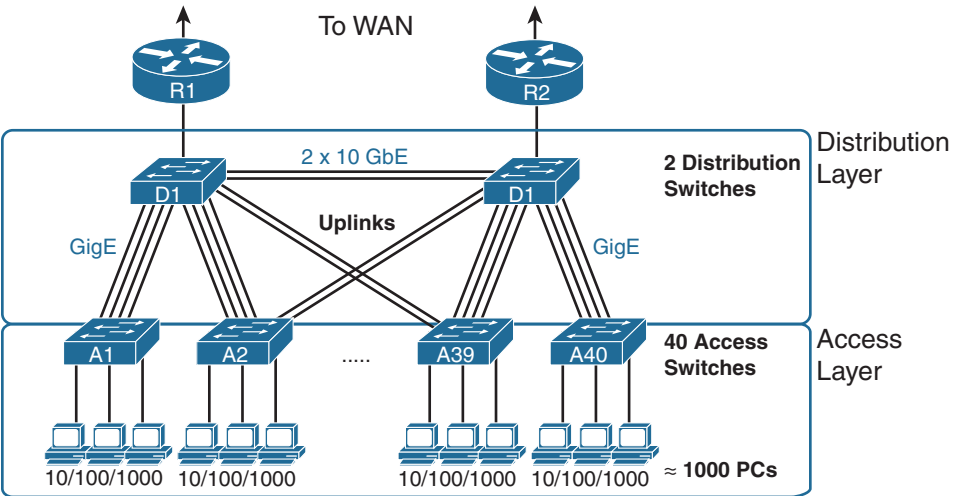 To WAN
R1
R2
Distribution
Layer
2 x 10 GbE
2 Distribution
Switches
D1
D1
Uplinks
GigE
GigE
Access
Layer
40 Access
Switches
A1
A2
.....
A39
A40
10/100/1000
10/100/1000
10/100/1000
10/100/1000
≈ 1000 PCs